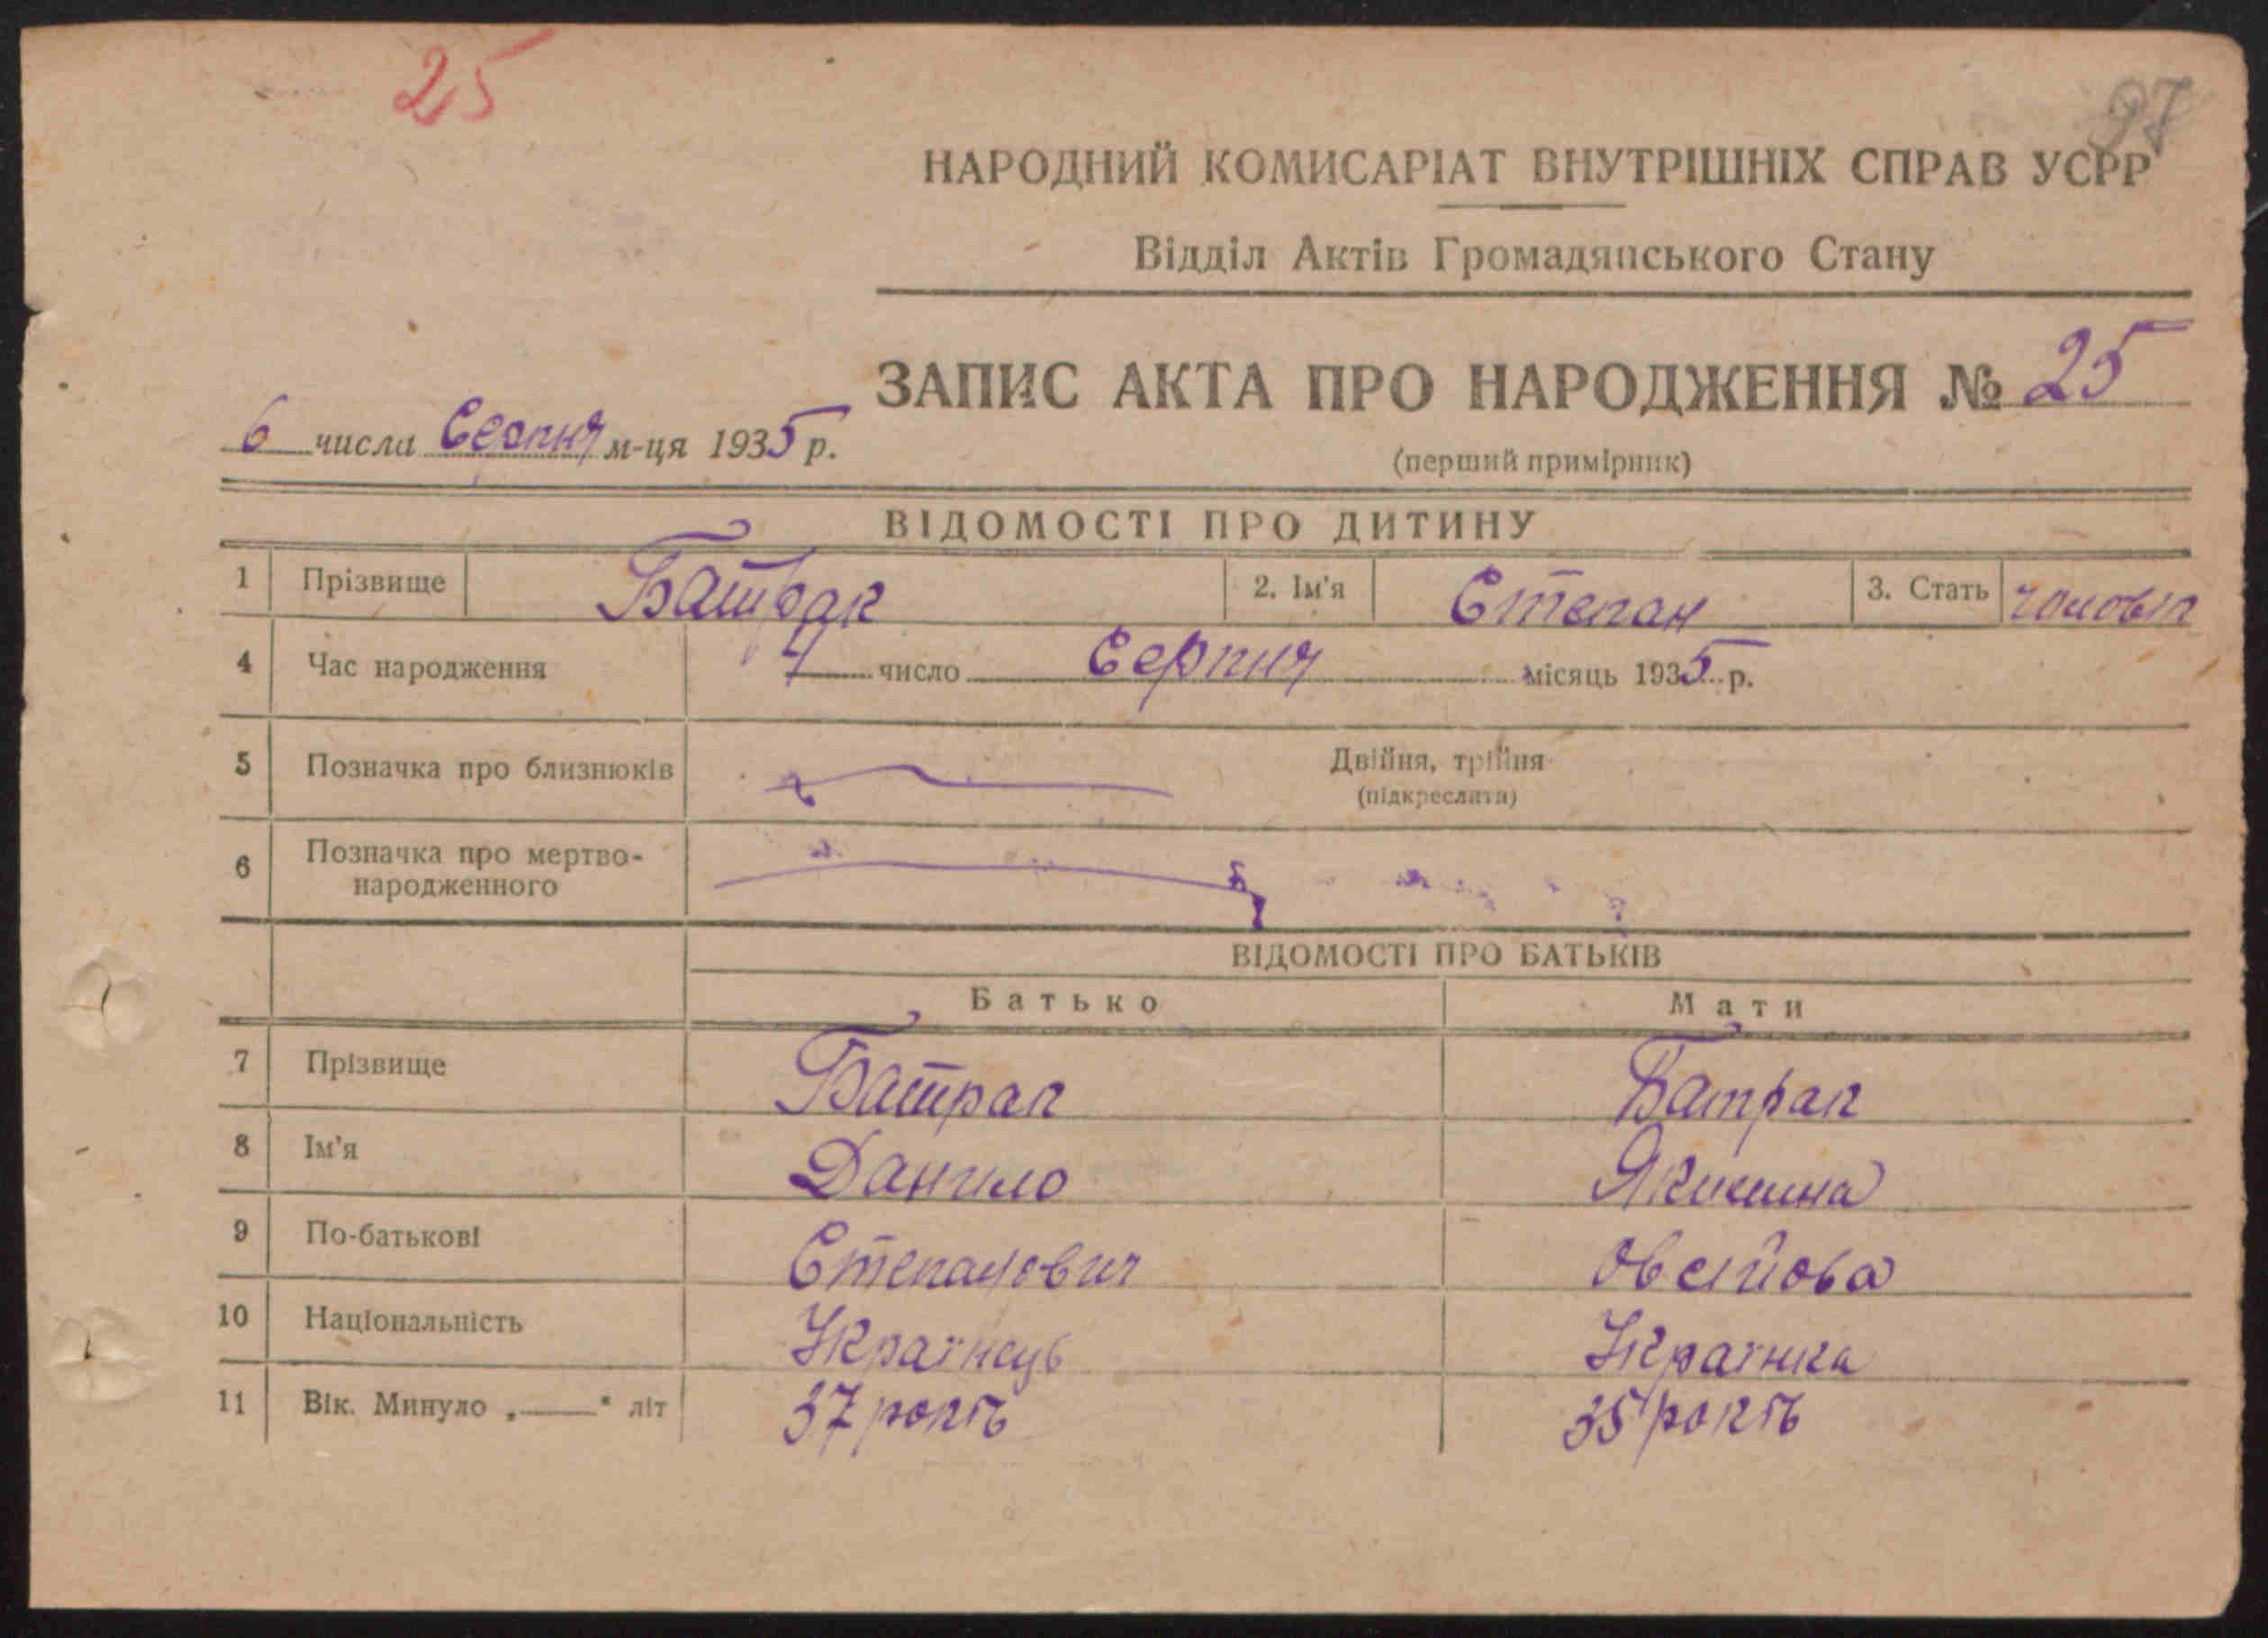 25
97
НАРОДНИЙ КОМИСАРІАТ ВНУТРІШНІХ СПРАВ УСРР
Відділ Актів Громадянського Стану
ЗАПИС АКТА ПРО НАРОДЖЕННЯ № 25
6 числа Серпня м-ця 1935 р.
(перший примірник)
ВІДОМОСТІ ПРО ДИТИНУ
1 Прізвище Батрак 2. Ім'я Степан 3. Стать чоловіч
4 Час народження 4 число Серпня місяць 1935 р.
5 Позначка про близнюків Двійня, трійня
(підкреслити)
6 Позначка про мертво-
народженного
ВІДОМОСТІ ПРО БАТЬКІВ
Батько Мати
7 Прізвище Батрак Батрак
8 Ім'я Данило Якилина
9 По-батькові Степанович
10 Національність Українець Українка
11 Вік. Минуло „ “ літ 37 років 35 років